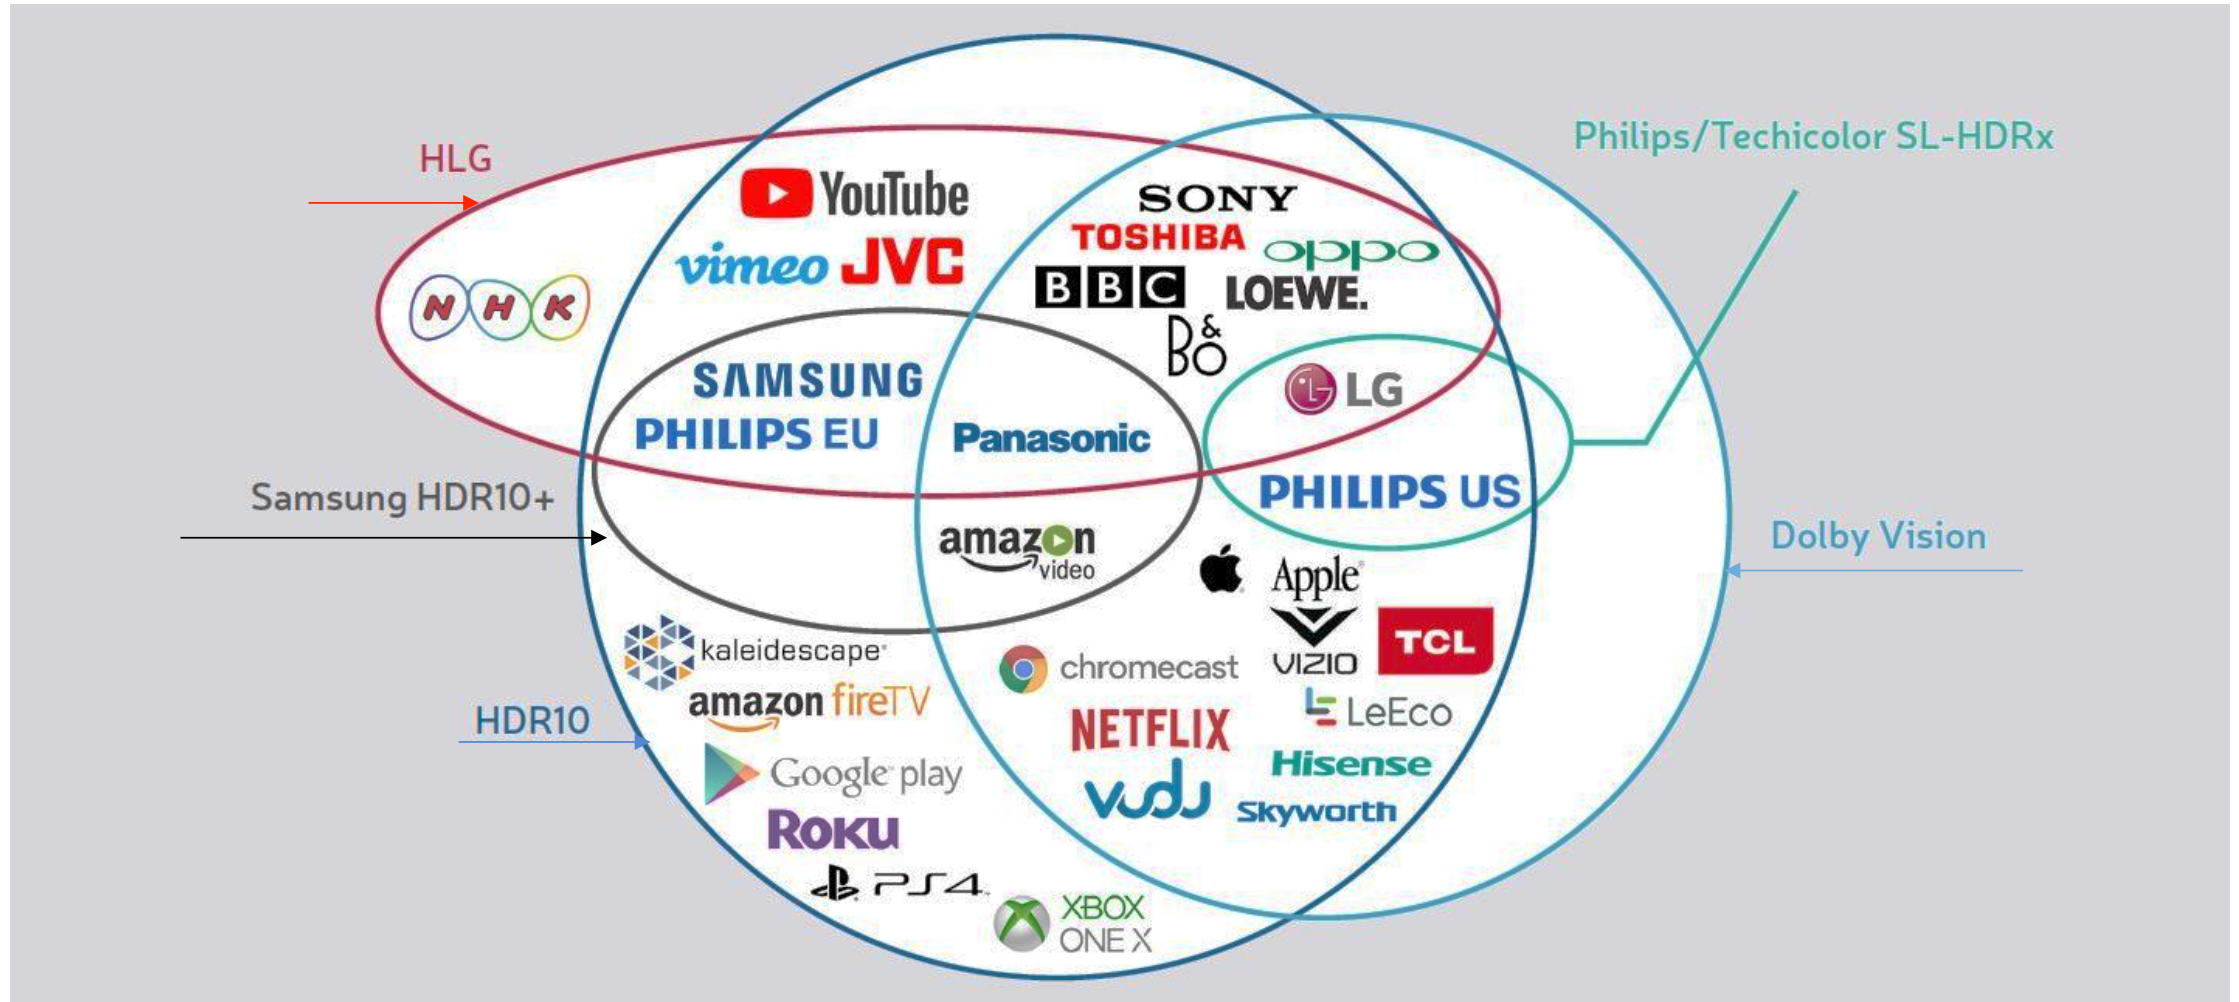 HLG
Philips/Techicolor SL-HDRx
YouTube
vimeo JVC
SONY
TOSHIBA
oppo
BBC
LOEWE.
B&O
NHK
SAMSUNG
PHILIPS EU
Panasonic
LG
PHILIPS US
Samsung HDR10+
Dolby Vision
amazon
video
Apple
VIZIO
TCL
kaleidescape
amazon fireTV
chromecast
LeEco
NETFLIX
HDR10
Hisense
Google play
vudu
Skyworth
ROKU
PS4
XBOX
ONE X